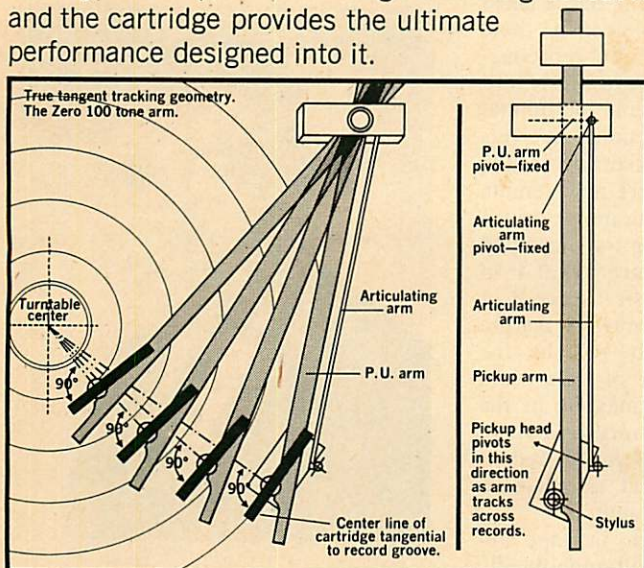 and the cartridge provides the ultimate
performance designed into it.
True tangent tracking geometry.
The Zero 100 tone arm.
Turntable
center
90°
90°
90°
90°
Articulating
arm
P.U. arm
Center line of
cartridge tangential
to record groove.
P.U. arm
pivot—fixed
Articulating
arm
pivot—fixed
Articulating
arm
Pickup arm
Pickup head
pivots
in this
direction
as arm
tracks
across
records.
Stylus